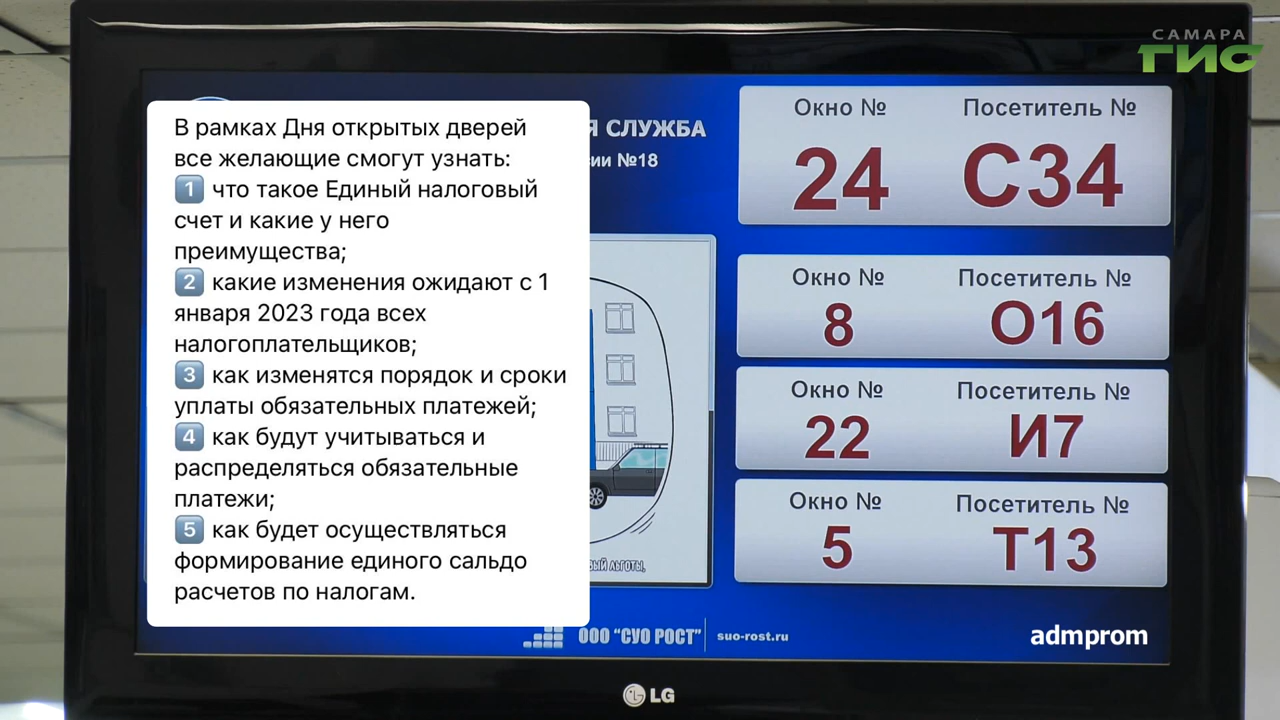 САМАРА
ГИС
В рамках Дня открытых дверей
все желающие смогут узнать:
1 что такое Единый налоговый
счет и какие у него
преимущества;
2 какие изменения ожидают с 1
января 2023 года всех
налогоплательщиков;
3 как изменятся порядок и сроки
уплаты обязательных платежей;
4 как будут учитываться и
распределяться обязательные
платежи;
5 как будет осуществляться
формирование единого сальдо
расчетов по налогам.
Я СЛУЖБА
№18
Окно № Посетитель №
24 С34
Окно № Посетитель №
8 О16
Окно № Посетитель №
22 И7
Окно № Посетитель №
5 Т13
ЛЬГОТЫ,
ООО "СУО РОСТ" suo-rost.ru
admprom
LG